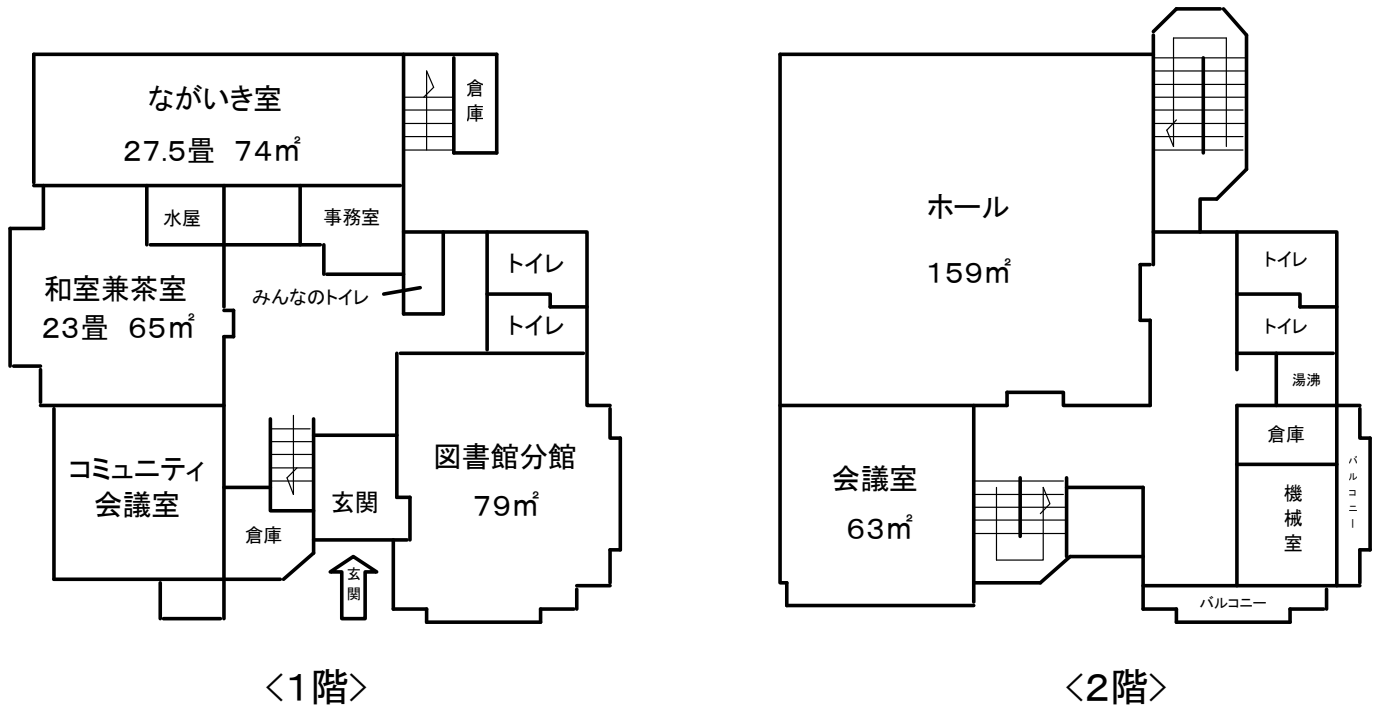 ながいき室
27.5畳 74㎡
倉庫
水屋
事務室
和室兼茶室
23畳 65㎡
みんなのトイレ
トイレ
トイレ
コミュニティ
会議室
倉庫
玄関
玄関
図書館分館
79㎡
<1階>
ホール
159㎡
トイレ
トイレ
湯沸
倉庫
機械室
バルコニー
会議室
63㎡
バルコニー
<2階>